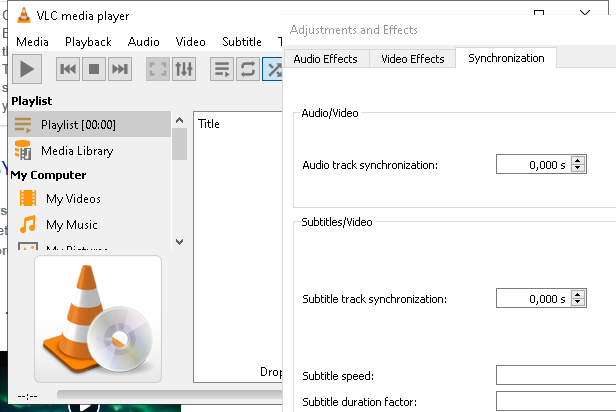 VLC media player
Media Playback Audio Video Subtitle
Playlist
Playlist [00:00]
Media Library
My Computer
My Videos
My Music
My Pictures
Title
--:--
Adjustments and Effects
Audio Effects Video Effects Synchronization
Audio/Video
Audio track synchronization: 0,000 s
Subtitles/Video
Subtitle track synchronization: 0,000 s
Subtitle speed:
Subtitle duration factor: